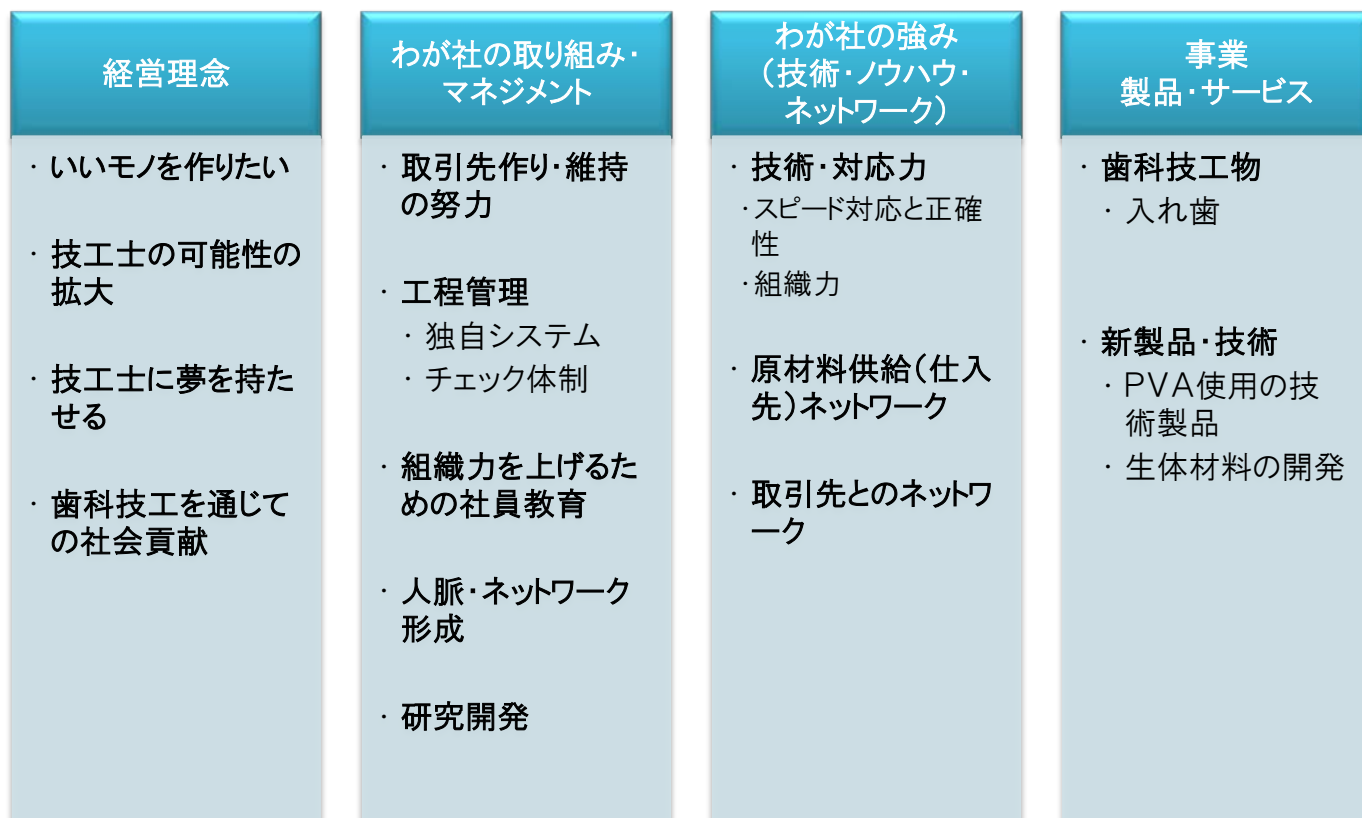 経営理念
・いいモノを作りたい
・技工士の可能性の
拡大
・技工士に夢を持た
せる
・歯科技工を通じて
の社会貢献
わが社の取り組み・
マネジメント
・取引先作り・維持
の努力
・工程管理
・独自システム
・チェック体制
・組織力を上げるた
めの社員教育
・人脈・ネットワーク
形成
・研究開発
わが社の強み
（技術・ノウハウ・
ネットワーク）
・技術・対応力
・スピード対応と正確
性
・組織力
・原材料供給（仕入
先）ネットワーク
・取引先とのネットワ
ーク
事業
製品・サービス
・歯科技工物
・入れ歯
・新製品・技術
・PVA使用の技
術製品
・生体材料の開発